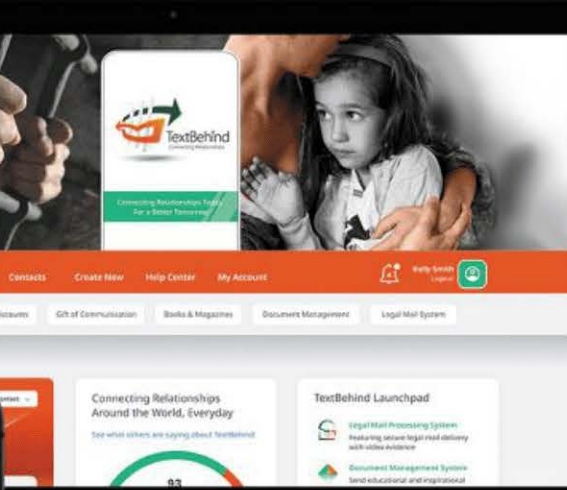 TextBehind
Connecting Relationships
Connecting Relationships Today
For a Better Tomorrow
Contacts Create New Help Center My Account
Kelly Smith
Logout
Gift of Communication Books & Magazines Document Management Legal Mail System
Connecting Relationships
Around the World, Everyday
See what others are saying about TextBehind
93
TextBehind Launchpad
Legal Mail Processing System
Featuring secure legal mail delivery
with video evidence
Document Management System
Send educational and inspirational